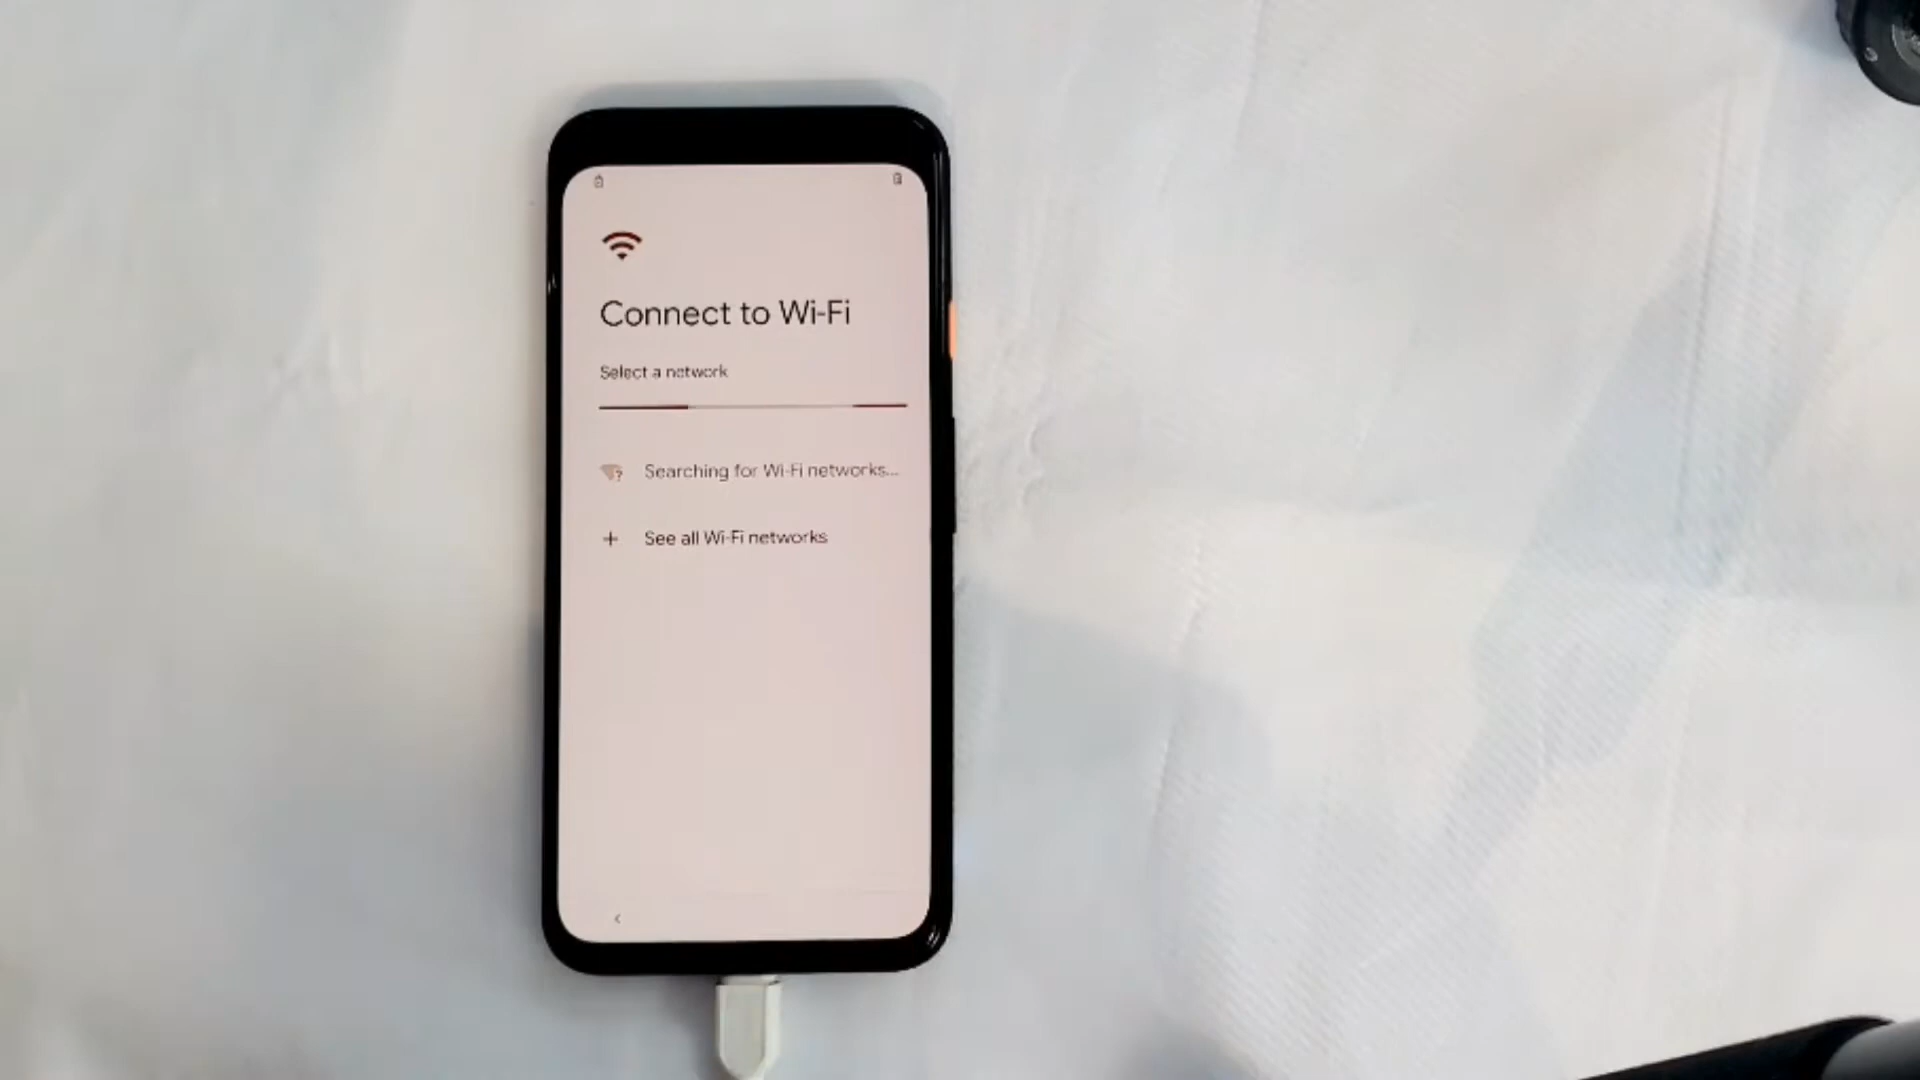 Connect to Wi-Fi
Select a network
Searching for Wi-Fi networks...
See all Wi-Fi networks